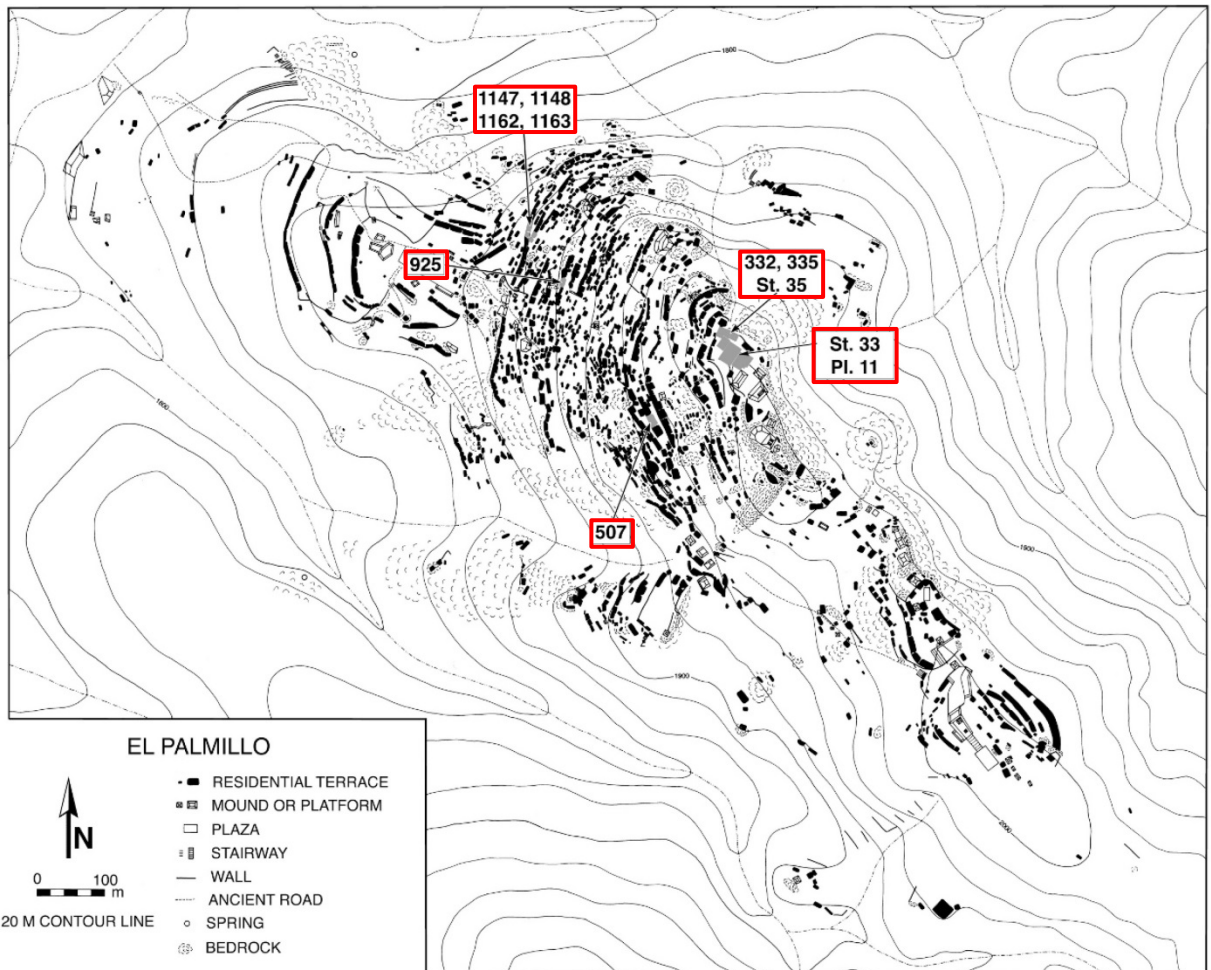 1800
1147, 1148
1162, 1163
925
332, 335
St. 35
St. 33
Pl. 11
1800
507
1900
1900
2000
EL PALMILLO
N
0 100
m
20 M CONTOUR LINE
RESIDENTIAL TERRACE
MOUND OR PLATFORM
PLAZA
STAIRWAY
WALL
ANCIENT ROAD
SPRING
BEDROCK